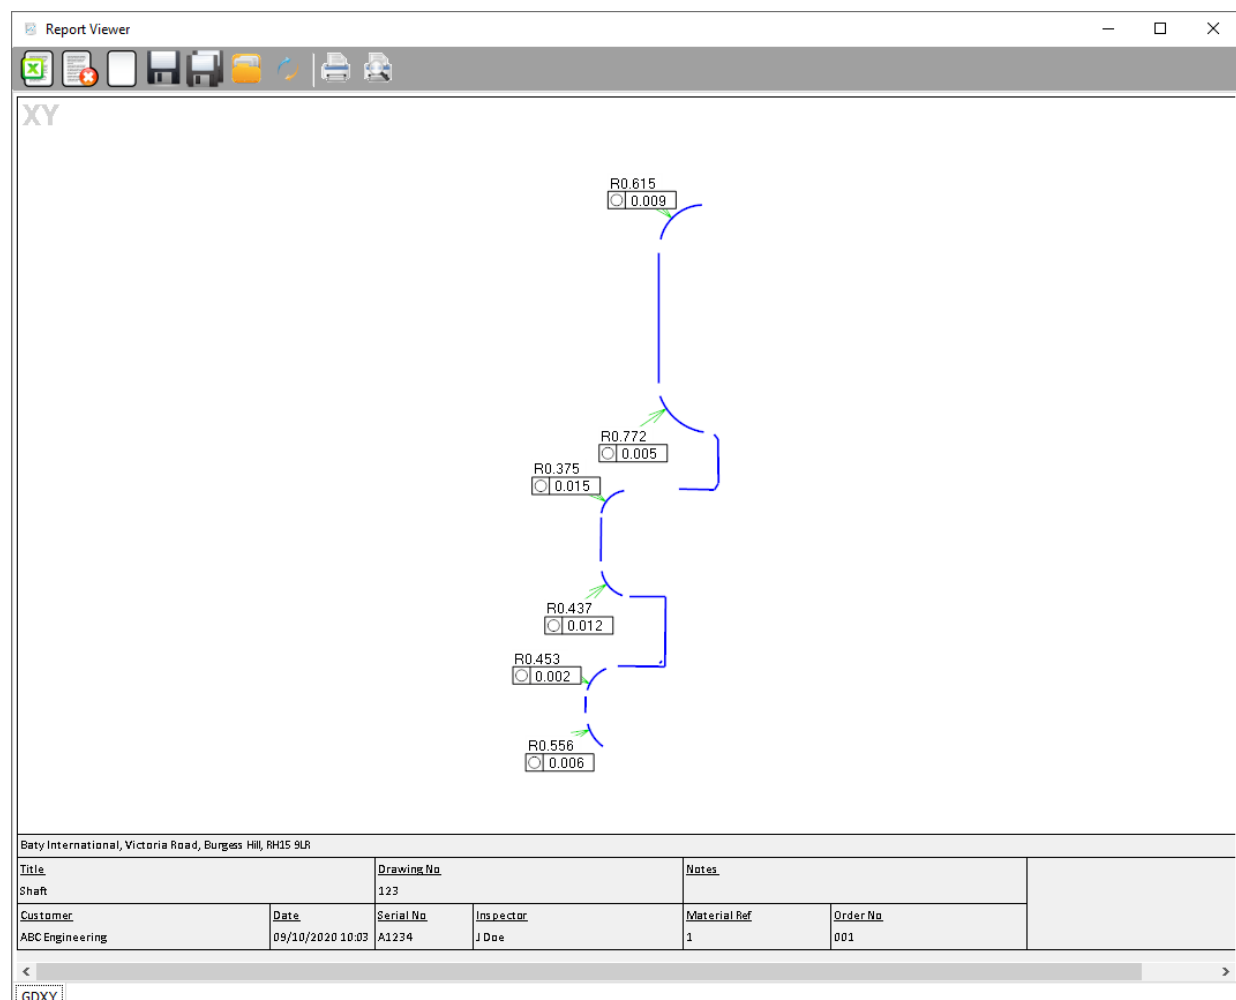 Report Viewer
XY
R0.615
0.009
R0.772
0.005
R0.375
0.015
R0.437
0.012
R0.453
0.002
R0.556
0.006
Baty International, Victoria Road, Burgess Hill, RH15 9LR
Title Drawing No Notes
Shaft 123
Customer Date Serial No Inspector Material Ref Order No
ABC Engineering 09/10/2020 10:03 A1234 J Doe 1 001
GDXY